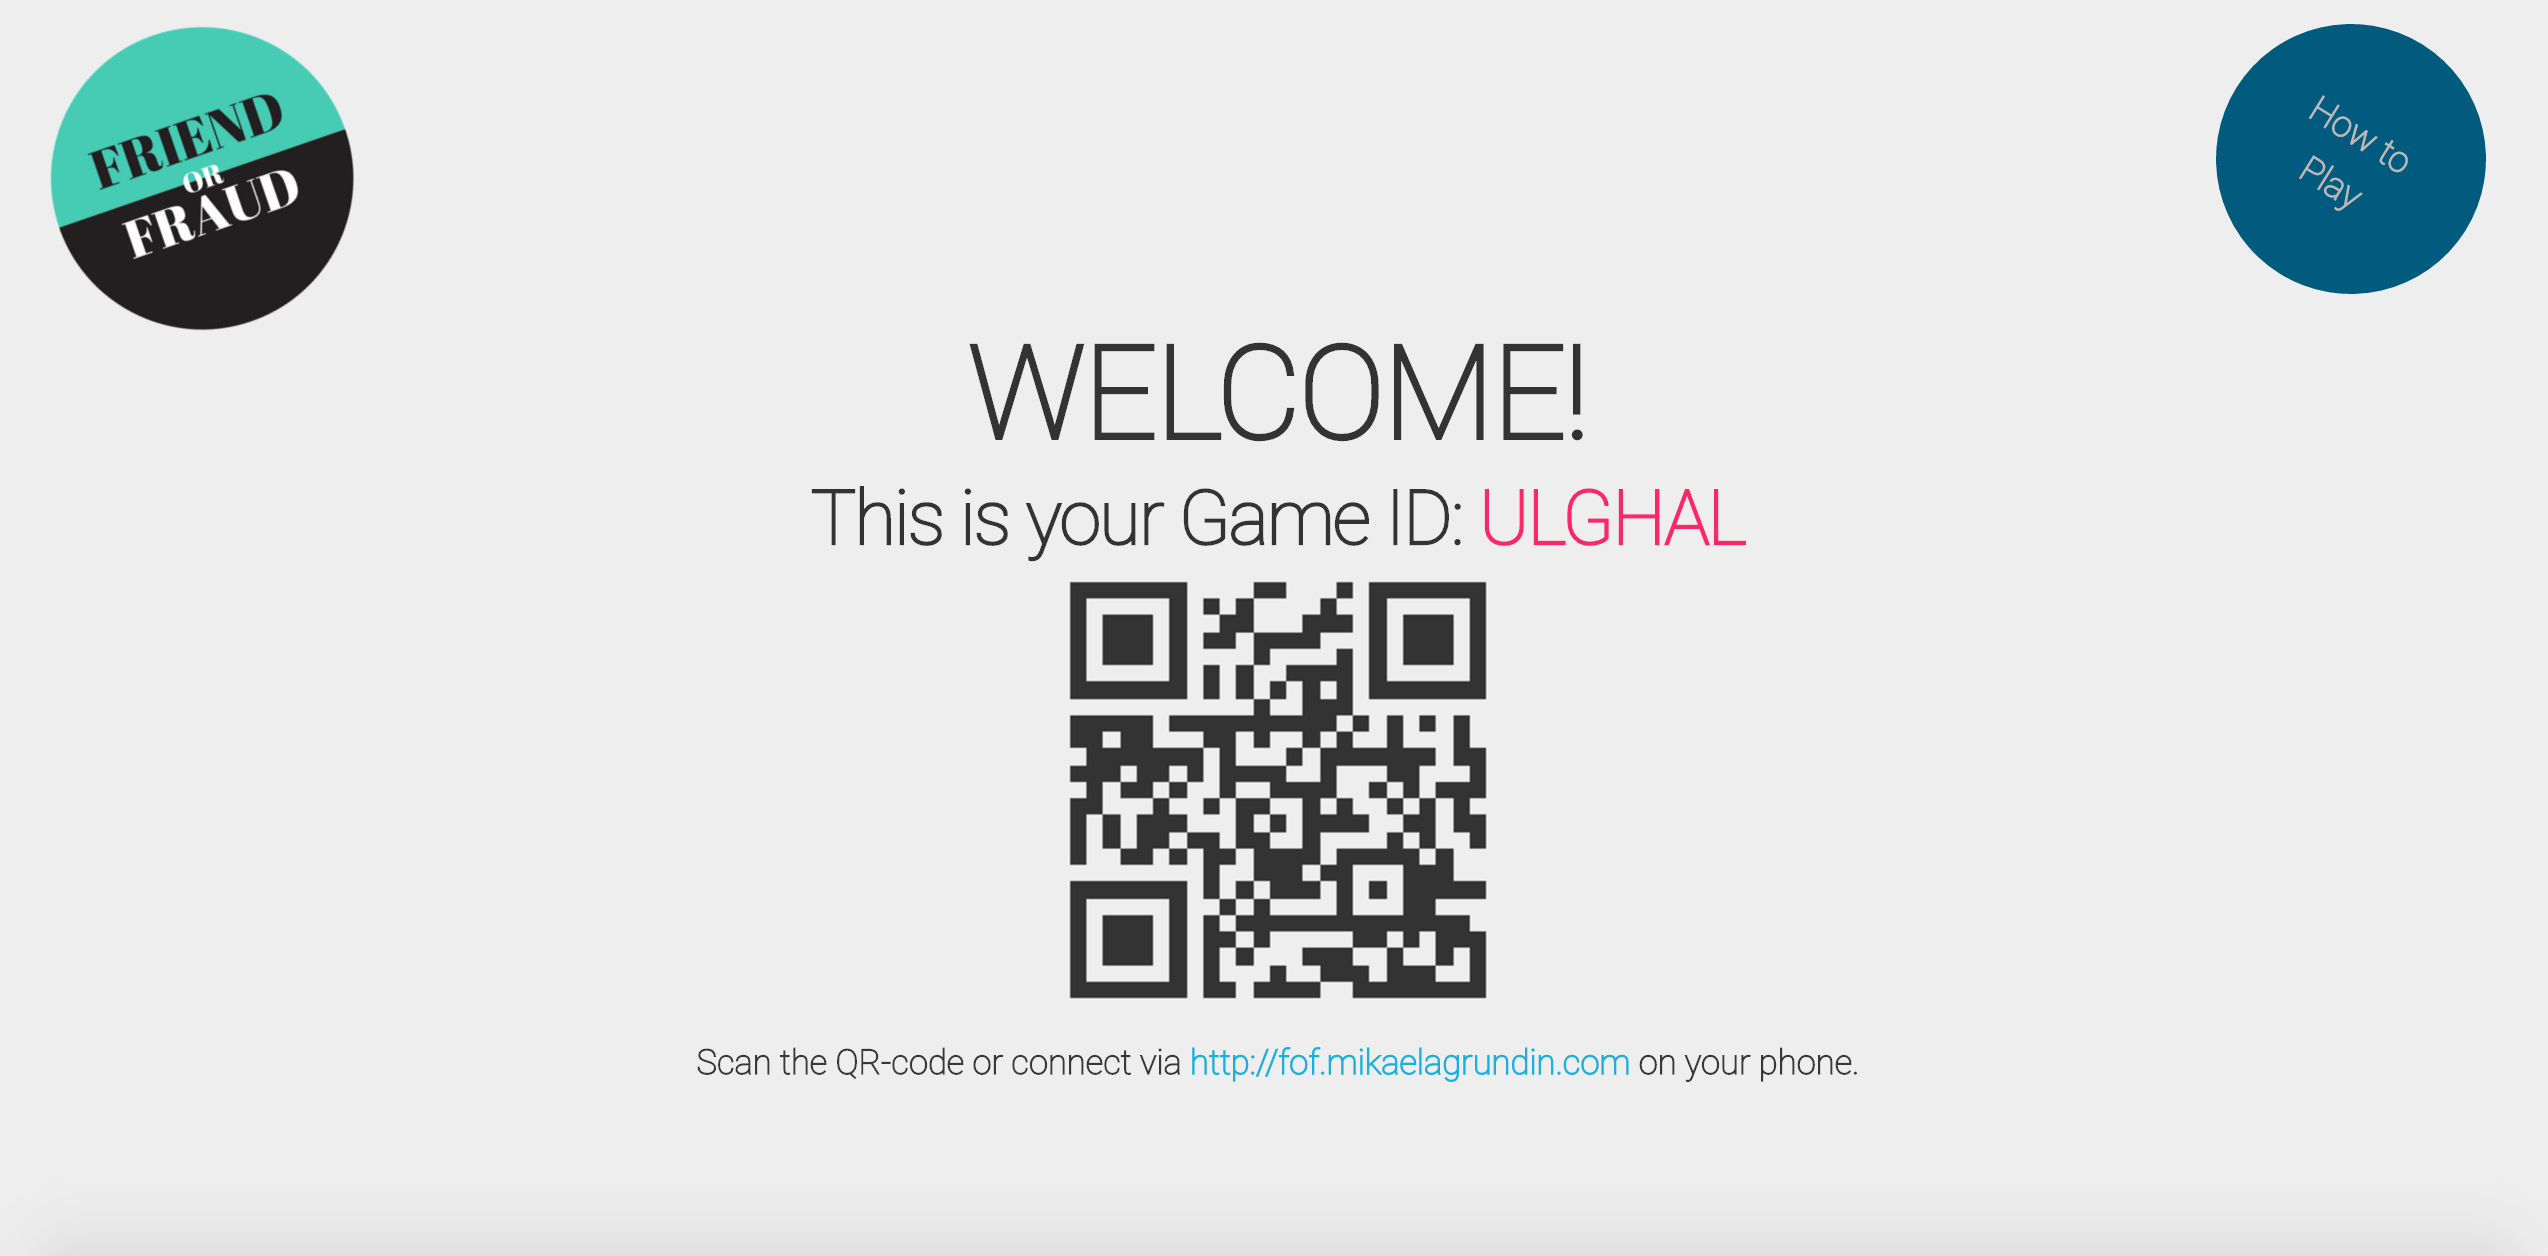 FRIEND
OR
FRAUD
How to
Play
WELCOME!
This is your Game ID: ULGHAL
Scan the QR-code or connect via http://fof.mikaelagrundin.com on your phone.